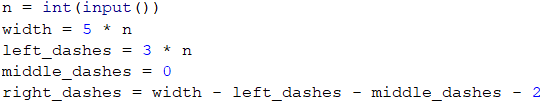 n = int(input())
width = 5 * n
left_dashes = 3 * n
middle_dashes = 0
right_dashes = width - left_dashes - middle_dashes - 2